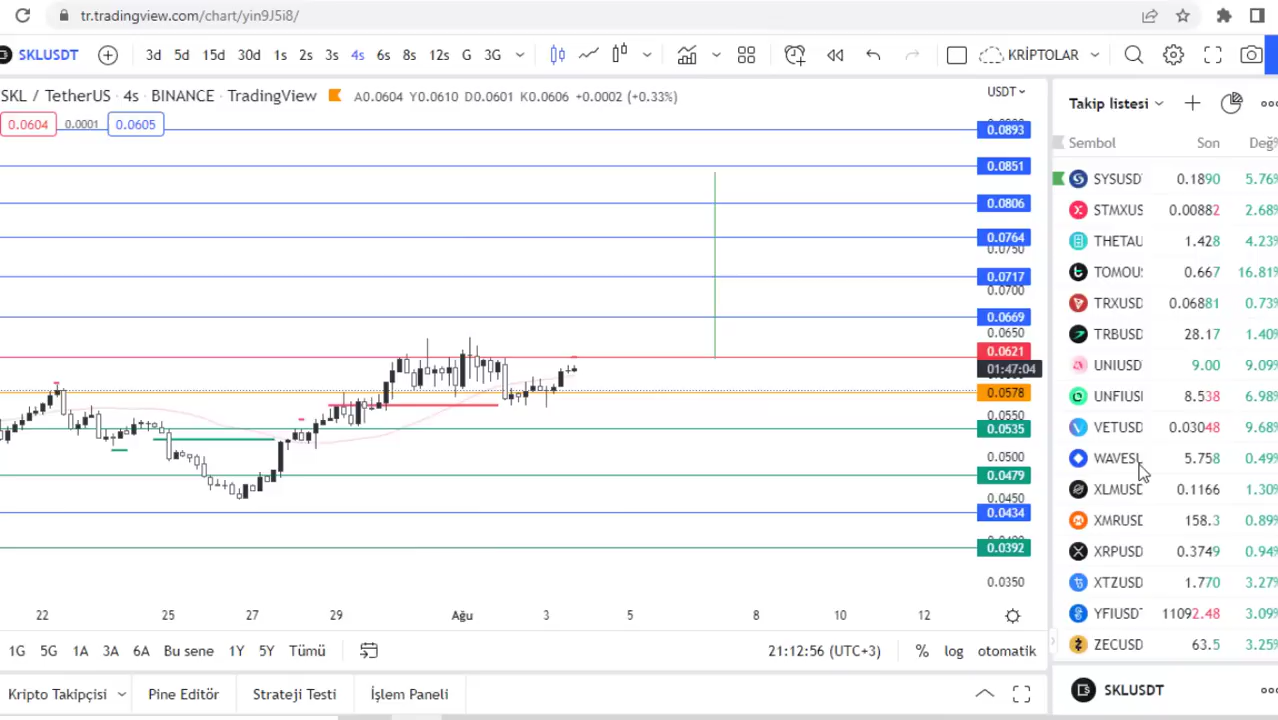 tr.tradingview.com/chart/yin9J5i8/
SKLUSDT 3d 5d 15d 30d 1s 2s 3s 4s 6s 8s 12s G 3G KRİPTOLAR
SKL / TetherUS · 4s · BINANCE · TradingView A0.0604 Y0.0610 D0.0601 K0.0606 +0.0002 (+0.33%)
0.0604 0.0001 0.0605
USDT
0.0893
0.0851
0.0806
0.0764
0.0750
0.0717
0.0700
0.0669
0.0650
0.0621
01:47:04
0.0578
0.0550
0.0535
0.0500
0.0479
0.0450
0.0434
0.0392
0.0350
22 25 27 29 Ağu 3 5 8 10 12
1G 5G 1A 3A 6A Bu sene 1Y 5Y Tümü 21:12:56 (UTC+3) % log otomatik
Kripto Takipçisi Pine Editör Strateji Testi İşlem Paneli
Takip listesi
Sembol Son Değ%
SYSUSD 0.1890 5.76%
STMXUS 0.00882 2.68%
THETAU 1.428 4.23%
TOMOU 0.667 16.81%
TRXUSD 0.06881 0.73%
TRBUSD 28.17 1.40%
UNIUSD 9.00 9.09%
UNFIUSI 8.538 6.98%
VETUSD 0.03048 9.68%
WAVESL 5.758 0.49%
XLMUSD 0.1166 1.30%
XMRUSD 158.3 0.89%
XRPUSD 0.3749 0.94%
XTZUSD 1.770 3.27%
YFIUSD 11092.48 3.09%
ZECUSD 63.5 3.25%
SKLUSDT